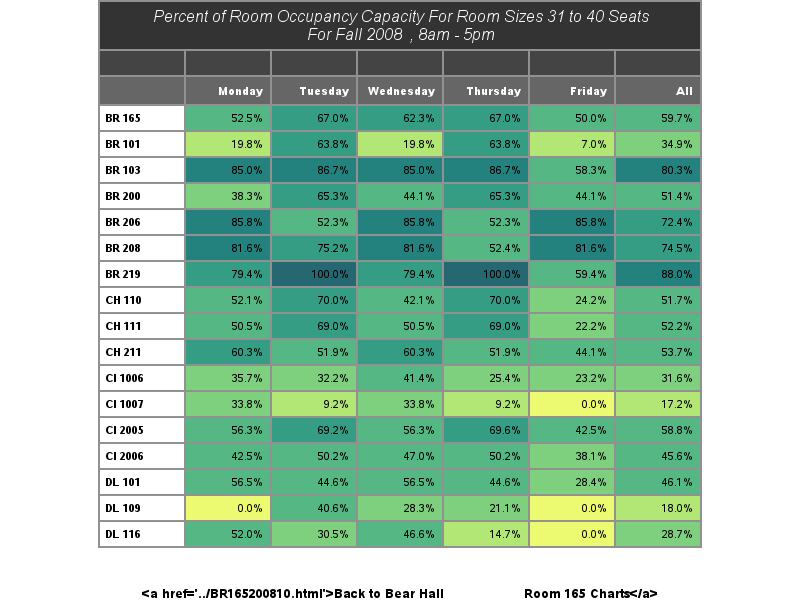 Percent of Room Occupancy Capacity For Room Sizes 31 to 40 Seats
For Fall 2008 , 8am - 5pm
Monday Tuesday Wednesday Thursday Friday All
BR 165 52.5% 67.0% 62.3% 67.0% 50.0% 59.7%
BR 101 19.8% 63.8% 19.8% 63.8% 7.0% 34.9%
BR 103 85.0% 86.7% 85.0% 86.7% 58.3% 80.3%
BR 200 38.3% 65.3% 44.1% 65.3% 44.1% 51.4%
BR 206 85.8% 52.3% 85.8% 52.3% 85.8% 72.4%
BR 208 81.6% 75.2% 81.6% 52.4% 81.6% 74.5%
BR 219 79.4% 100.0% 79.4% 100.0% 59.4% 88.0%
CH 110 52.1% 70.0% 42.1% 70.0% 24.2% 51.7%
CH 111 50.5% 69.0% 50.5% 69.0% 22.2% 52.2%
CH 211 60.3% 51.9% 60.3% 51.9% 44.1% 53.7%
CI 1006 35.7% 32.2% 41.4% 25.4% 23.2% 31.6%
CI 1007 33.8% 9.2% 33.8% 9.2% 0.0% 17.2%
CI 2005 56.3% 69.2% 56.3% 69.6% 42.5% 58.8%
CI 2006 42.5% 50.2% 47.0% 50.2% 38.1% 45.6%
DL 101 56.5% 44.6% 56.5% 44.6% 28.4% 46.1%
DL 109 0.0% 40.6% 28.3% 21.1% 0.0% 18.0%
DL 116 52.0% 30.5% 46.6% 14.7% 0.0% 28.7%
<a href='../BR165200810.html'>Back to Bear Hall Room 165 Charts</a>